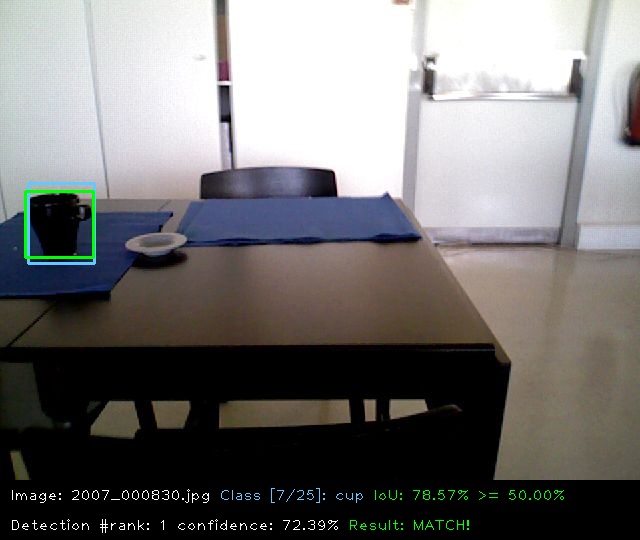 Image: 2007_000830.jpg Class [7/25]: cup IoU: 78.57% >= 50.00%
Detection #rank: 1 confidence: 72.39% Result: MATCH!